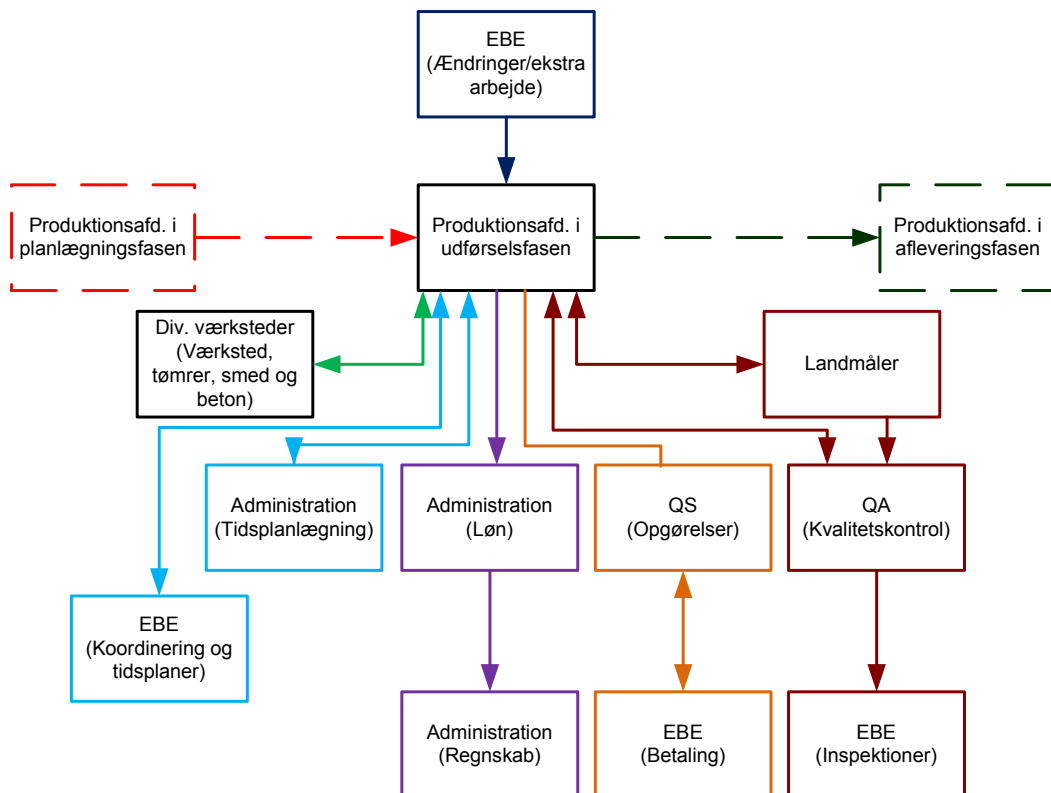 EBE
(Ændringer/ekstra
arbejde)
Produktionsafd. i
planlægningsfasen
Produktionsafd. i
udførselsfasen
Produktionsafd. i
afleveringsfasen
Div. værksteder
(Værksted,
tømrer, smed og
beton)
Landmåler
Administration
(Tidsplanlægning)
Administration
(Løn)
QS
(Opgørelser)
QA
(Kvalitetskontrol)
EBE
(Koordinering og
tidsplaner)
Administration
(Regnskab)
EBE
(Betaling)
EBE
(Inspektioner)